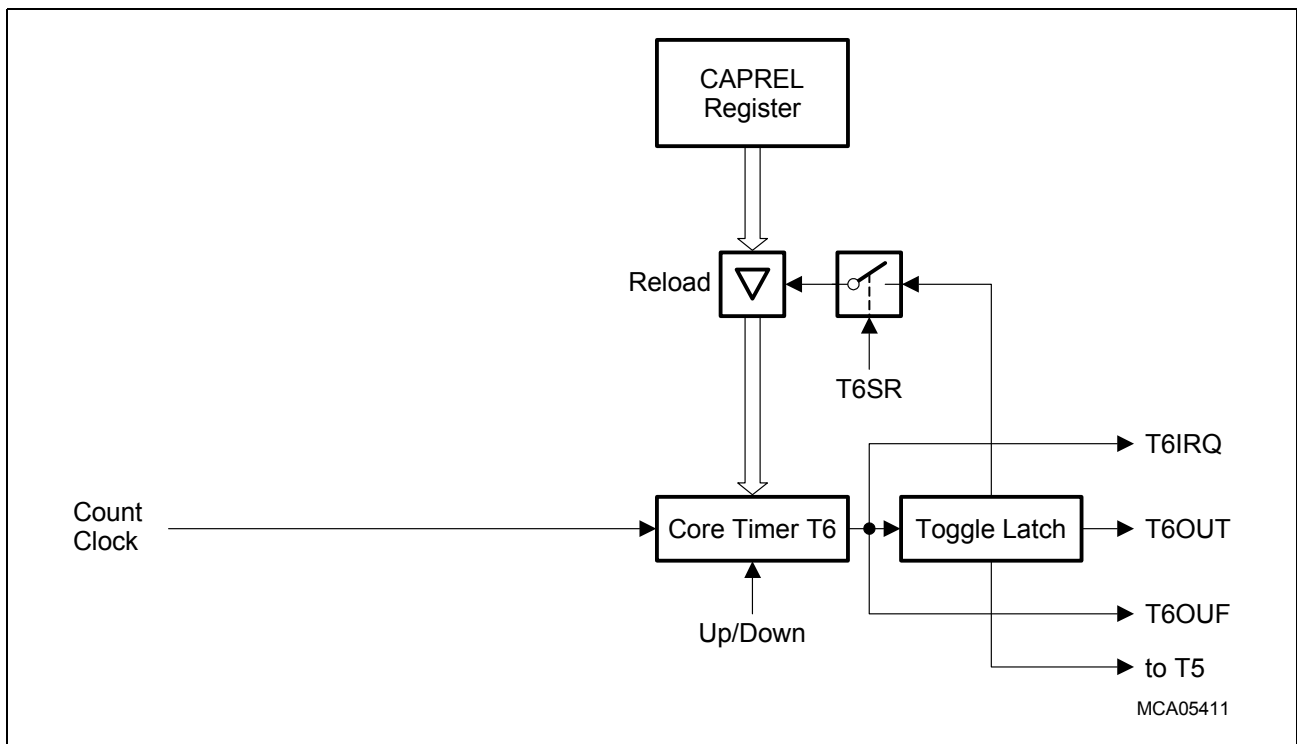 CAPREL
Register
Reload
T6SR
T6IRQ
Count
Clock
Core Timer T6
Toggle Latch
T6OUT
Up/Down
T6OUF
to T5
MCA05411